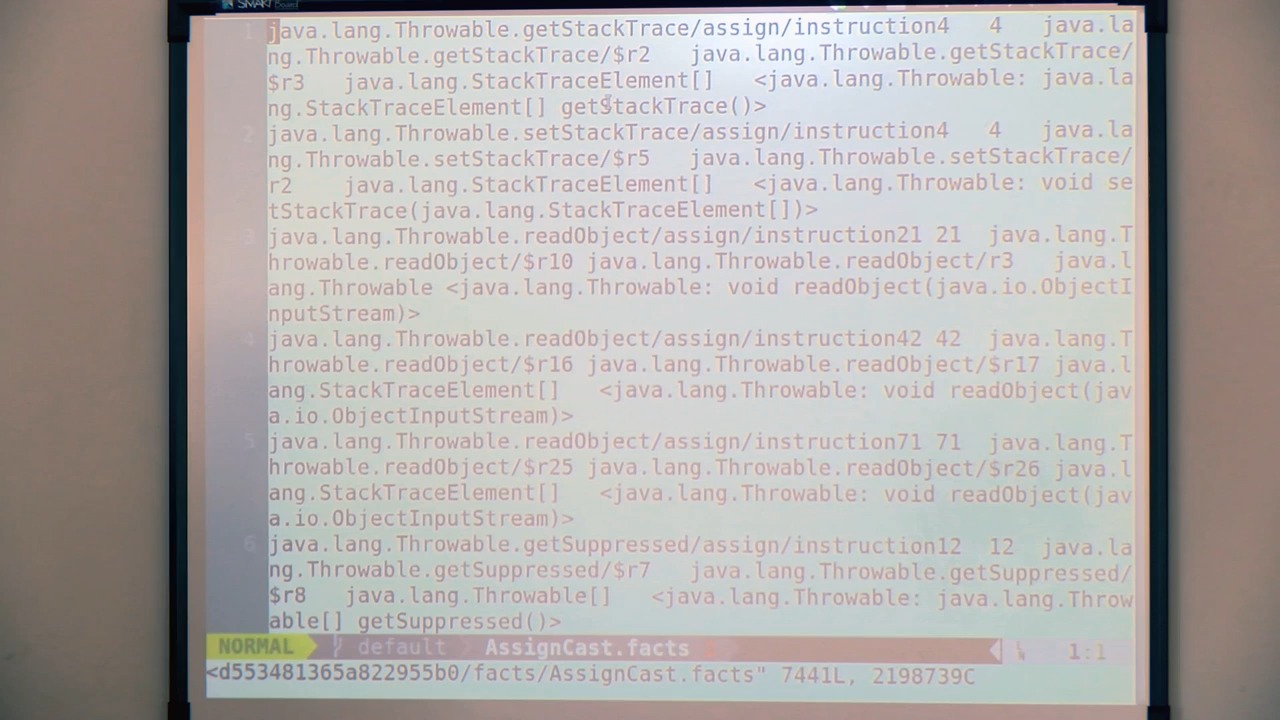 SMART Board
1 java.lang.Throwable.getStackTrace/assign/instruction4 4 java.la
ng.Throwable.getStackTrace/$r2 java.lang.Throwable.getStackTrace/
$r3 java.lang.StackTraceElement[] <java.lang.Throwable: java.la
ng.StackTraceElement[] getStackTrace()>
2 java.lang.Throwable.setStackTrace/assign/instruction4 4 java.la
ng.Throwable.setStackTrace/$r5 java.lang.Throwable.setStackTrace/
r2 java.lang.StackTraceElement[] <java.lang.Throwable: void se
tStackTrace(java.lang.StackTraceElement[])>
3 java.lang.Throwable.readObject/assign/instruction21 21 java.lang.T
hrowable.readObject/$r10 java.lang.Throwable.readObject/r3 java.l
ang.Throwable <java.lang.Throwable: void readObject(java.io.ObjectI
nputStream)>
4 java.lang.Throwable.readObject/assign/instruction42 42 java.lang.T
hrowable.readObject/$r16 java.lang.Throwable.readObject/$r17 java.l
ang.StackTraceElement[] <java.lang.Throwable: void readObject(jav
a.io.ObjectInputStream)>
5 java.lang.Throwable.readObject/assign/instruction71 71 java.lang.T
hrowable.readObject/$r25 java.lang.Throwable.readObject/$r26 java.l
ang.StackTraceElement[] <java.lang.Throwable: void readObject(jav
a.io.ObjectInputStream)>
6 java.lang.Throwable.getSuppressed/assign/instruction12 12 java.la
ng.Throwable.getSuppressed/$r7 java.lang.Throwable.getSuppressed/
$r8 java.lang.Throwable[] <java.lang.Throwable: java.lang.Throw
able[] getSuppressed()>
NORMAL default AssignCast.facts 1:1
<d553481365a822955b0/facts/AssignCast.facts" 7441L, 2198739C